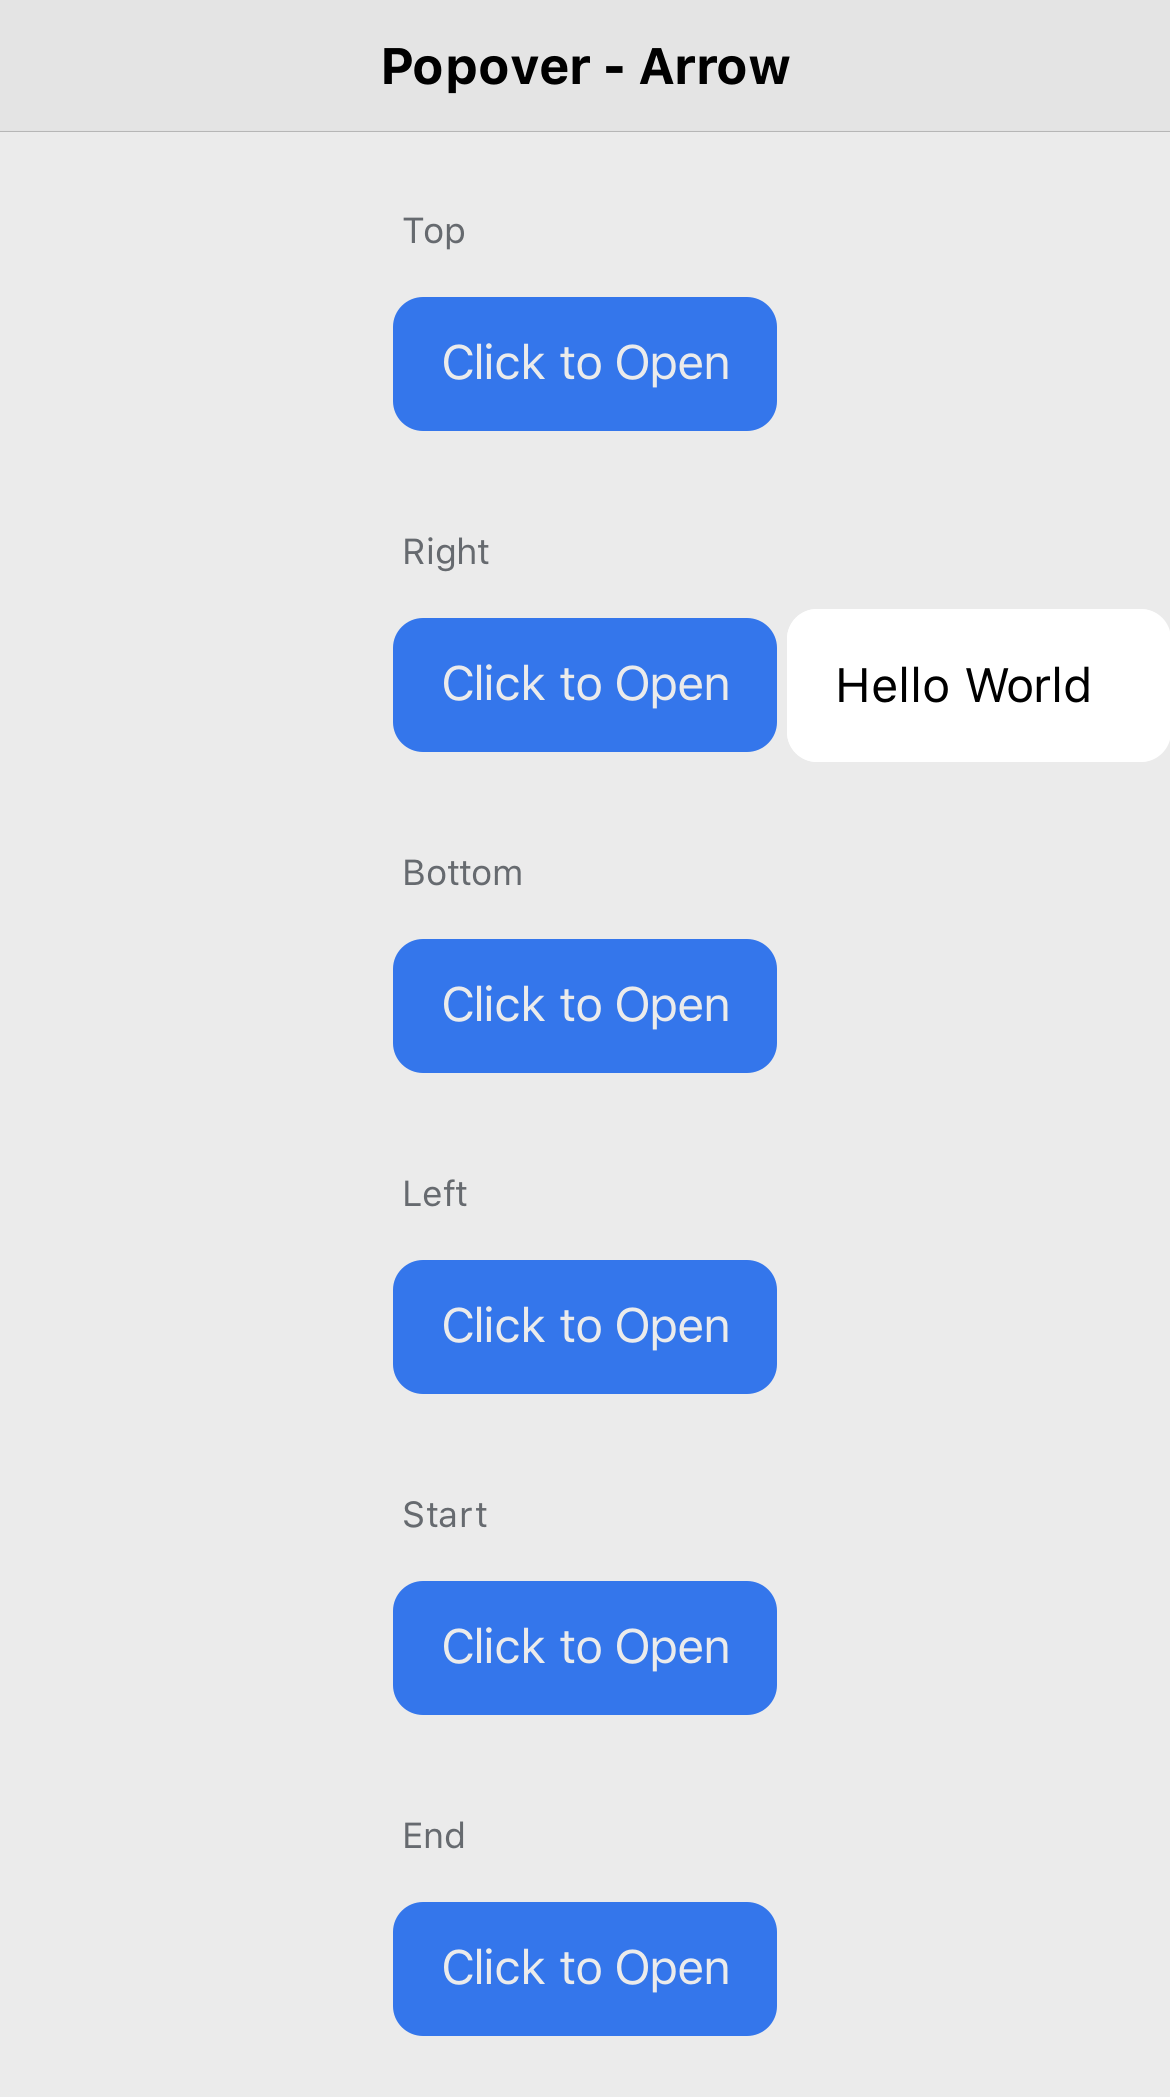 Popover - Arrow
Top
Click to Open
Right
Click to Open
Hello World
Bottom
Click to Open
Left
Click to Open
Start
Click to Open
End
Click to Open